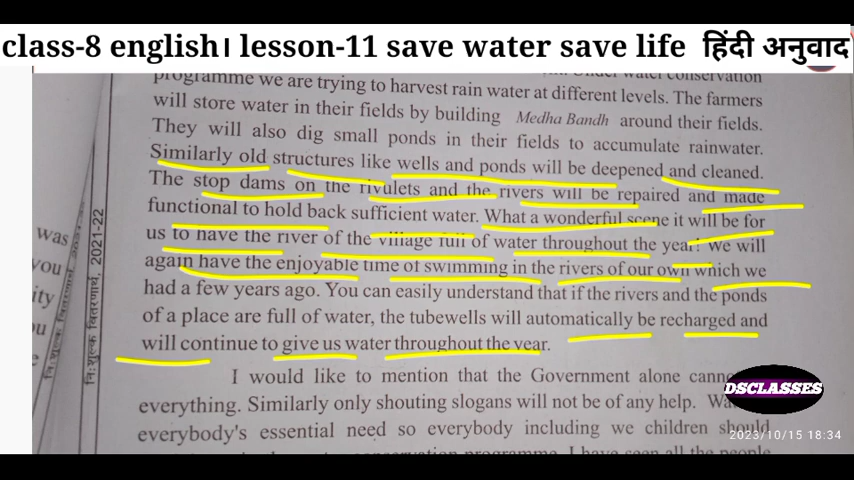 class-8 english। lesson-11 save water save life हिंदी अनुवाद
programme we are trying to harvest rain water at different levels. The farmers
will store water in their fields by building Medha Bandh around their fields.
They will also dig small ponds in their fields to accumulate rainwater.
Similarly old structures like wells and ponds will be deepened and cleaned.
The stop dams on the rivulets and the rivers will be repaired and made
functional to hold back sufficient water. What a wonderful scene it will be for
us to have the river of the village full of water throughout the year! We will
again have the enjoyable time of swimming in the rivers of our own which we
had a few years ago. You can easily understand that if the rivers and the ponds
of a place are full of water, the tubewells will automatically be recharged and
will continue to give us water throughout the year.
I would like to mention that the Government alone
everything. Similarly only shouting slogans will not be of any help.
everybody's essential need so everybody including we children should
was
you
ity
निःशुल्क वितरणार्थ, 2021-22
DSCLASSES
2023/10/15 18:34